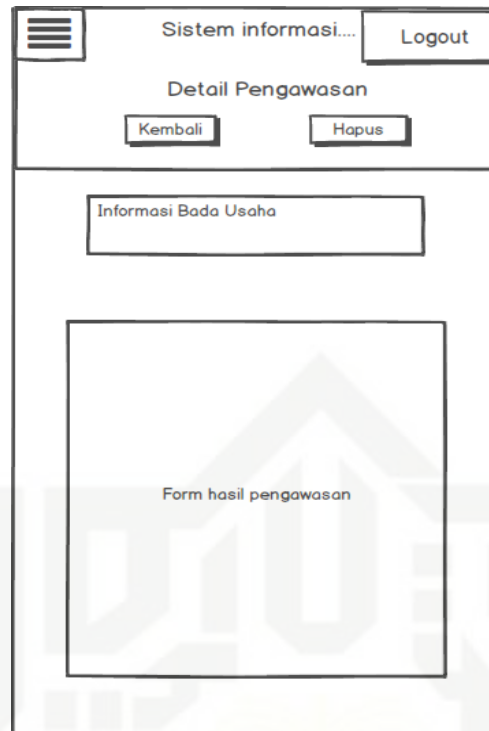 Sistem informasi....
Logout
Detail Pengawasan
Kembali
Hapus
Informasi Bada Usaha
Form hasil pengawasan